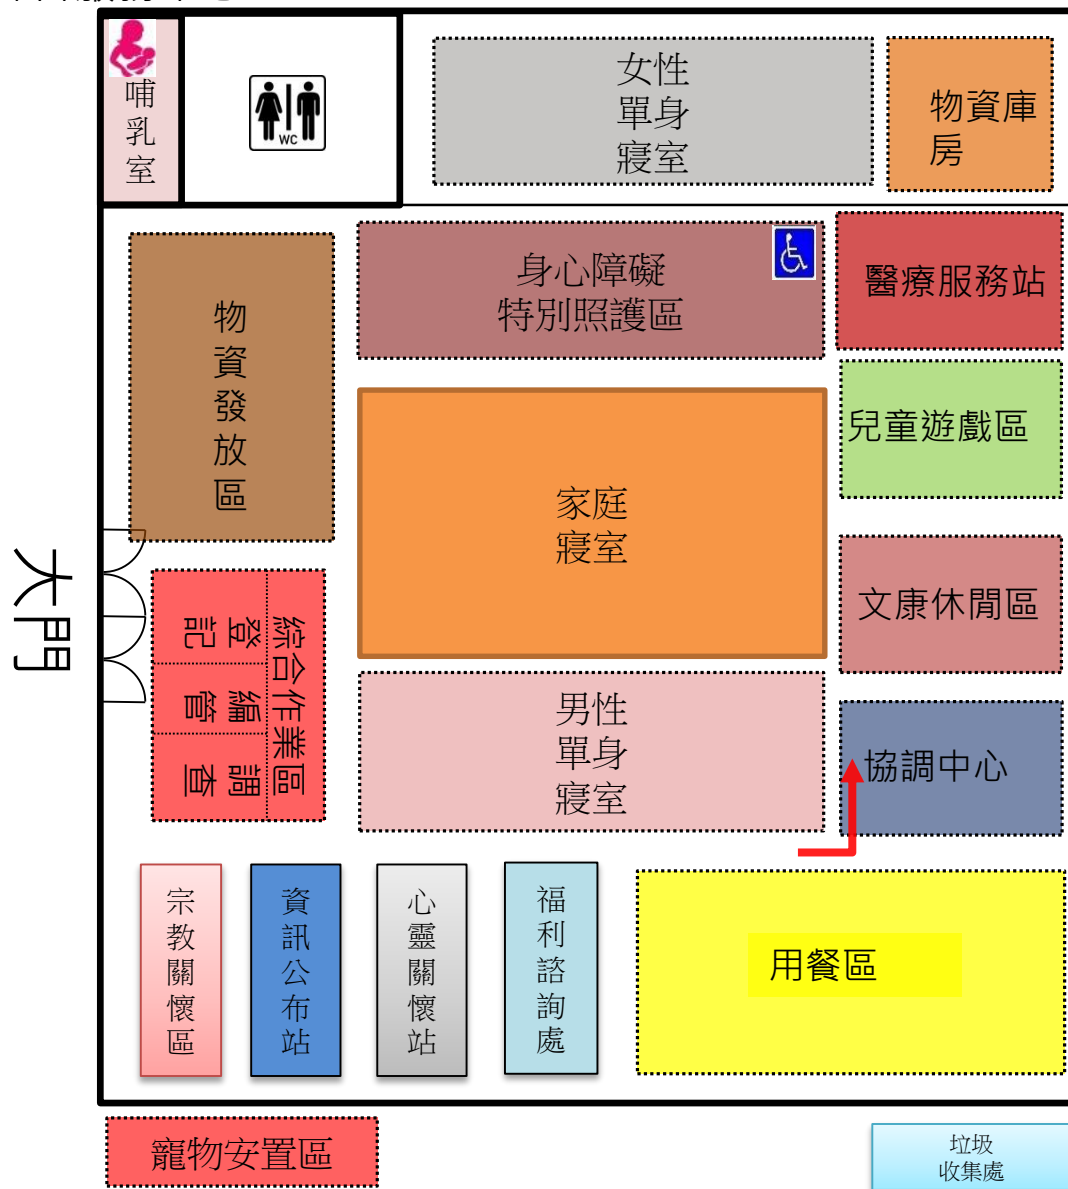 哺乳室
WC
女性
單身
寢室
物資庫
房
物資發放區
身心障礙
特別照護區
醫療服務站
兒童遊戲區
家庭
寢室
文康休閒區
大門
綜合作業區
登記
編管
調查
男性
單身
寢室
協調中心
宗教關懷區
資訊公布站
心靈關懷站
福利諮詢處
用餐區
寵物安置區
垃圾
收集處